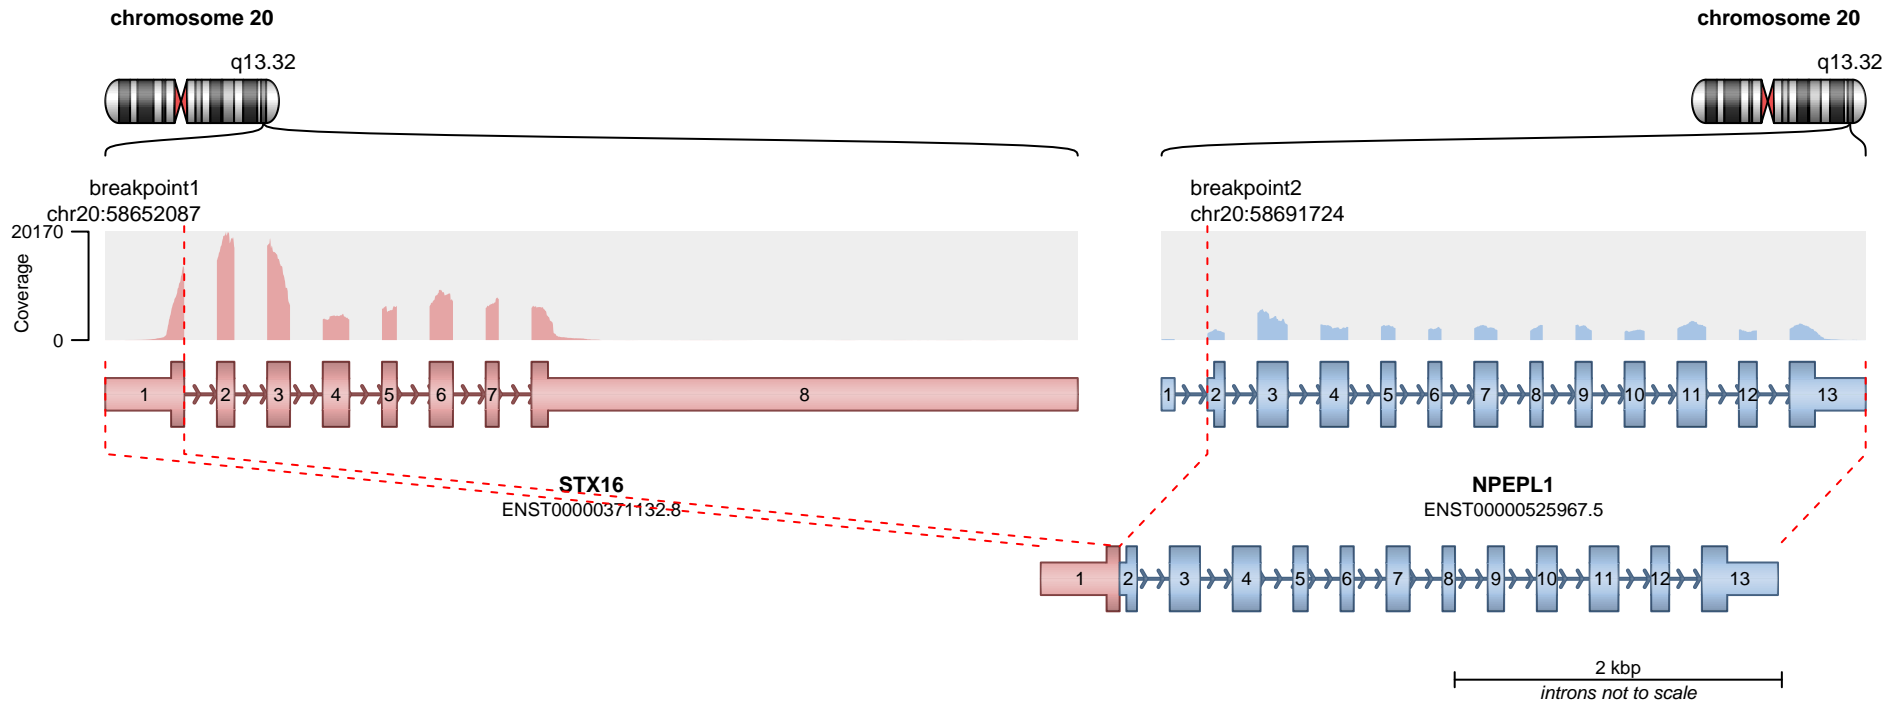 chromosome 20
chromosome 20
q13.32
q13.32
breakpoint1
chr20:58652087
breakpoint2
chr20:58691724
20170
Coverage
0
1 2 3 4 5 6 7 8
1 2 3 4 5 6 7 8 9 10 11 12 13
STX16
ENST00000371132.8
NPEPL1
ENST00000525967.5
1 2 3 4 5 6 7 8 9 10 11 12 13
2 kbp
introns not to scale